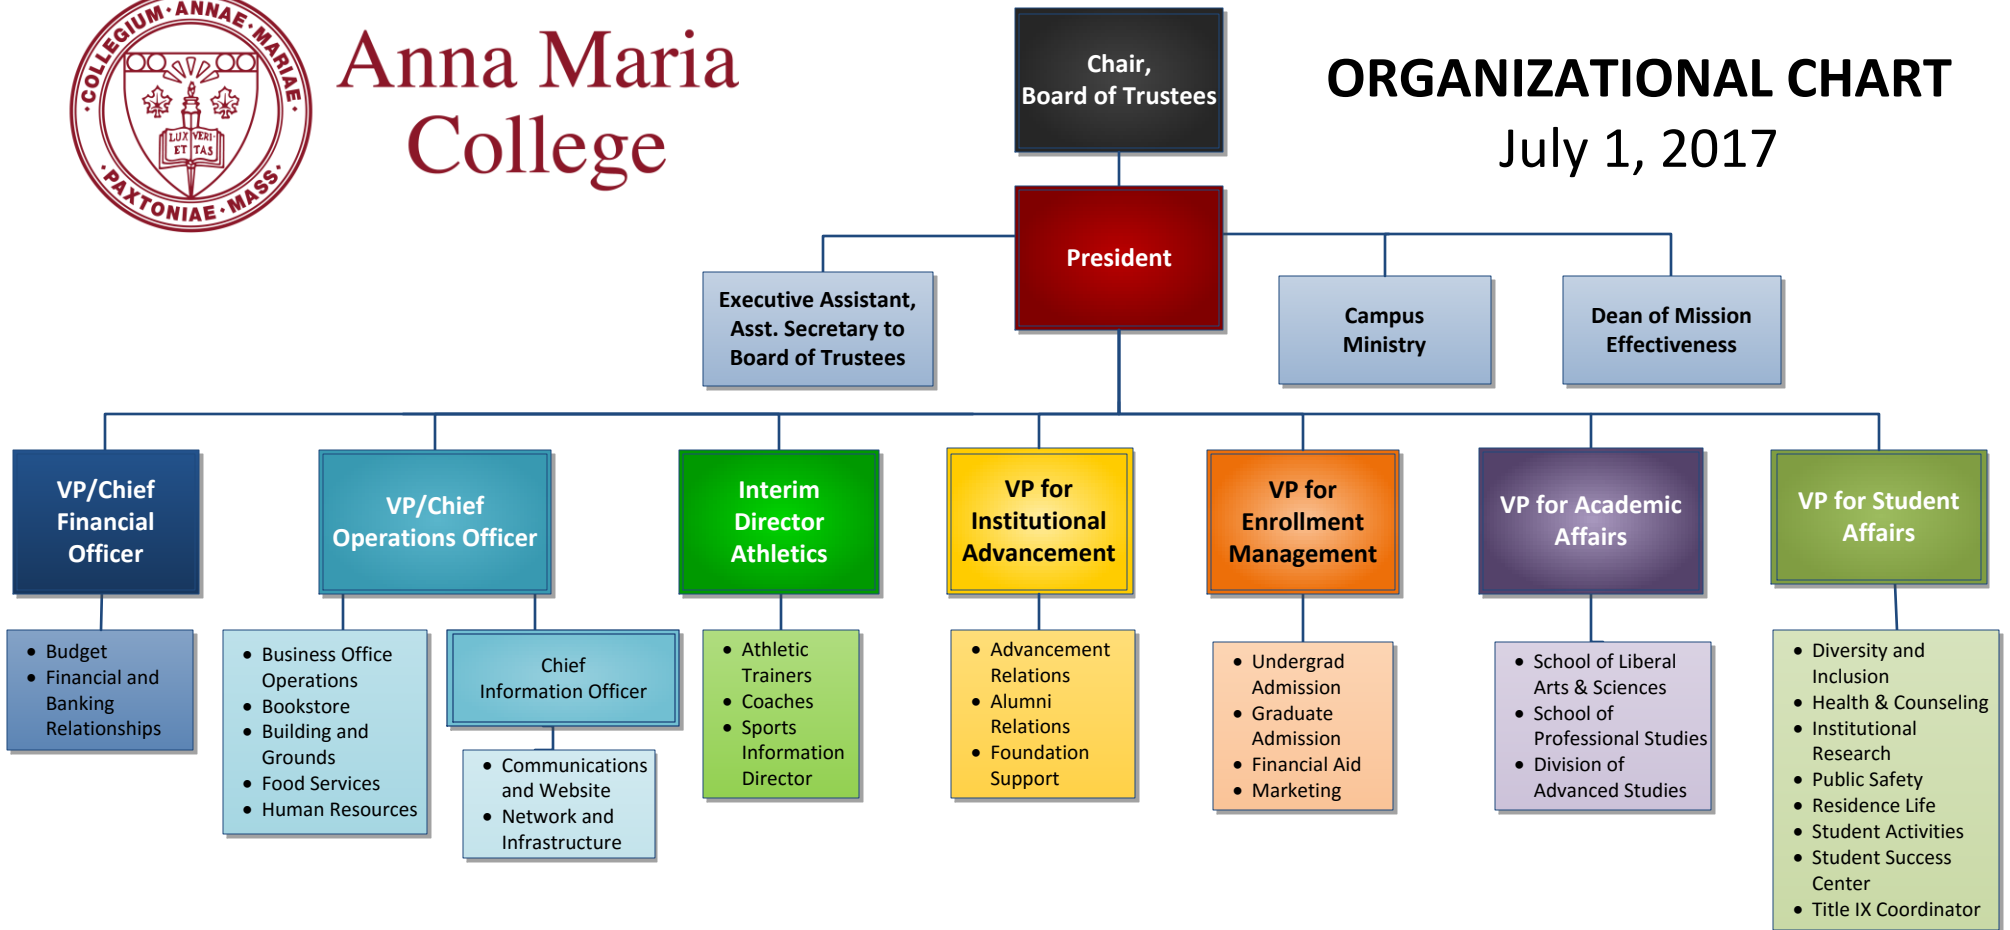 ·COLLEGIUM·ANNAE·MARIAE·
·PAXTONIAE·MASS·
LUX VERI-
ET TAS
Anna Maria
College
Chair,
Board of Trustees
ORGANIZATIONAL CHART
July 1, 2017
President
Executive Assistant,
Asst. Secretary to
Board of Trustees
Campus
Ministry
Dean of Mission
Effectiveness
VP/Chief
Financial
Officer
VP/Chief
Operations Officer
Interim
Director
Athletics
VP for
Institutional
Advancement
VP for
Enrollment
Management
VP for Academic
Affairs
VP for Student
Affairs
• Budget
• Financial and
Banking
Relationships
• Business Office
Operations
• Bookstore
• Building and
Grounds
• Food Services
• Human Resources
Chief
Information Officer
• Communications
and Website
• Network and
Infrastructure
• Athletic
Trainers
• Coaches
• Sports
Information
Director
• Advancement
Relations
• Alumni
Relations
• Foundation
Support
• Undergrad
Admission
• Graduate
Admission
• Financial Aid
• Marketing
• School of Liberal
Arts & Sciences
• School of
Professional Studies
• Division of
Advanced Studies
• Diversity and
Inclusion
• Health & Counseling
• Institutional
Research
• Public Safety
• Residence Life
• Student Activities
• Student Success
Center
• Title IX Coordinator